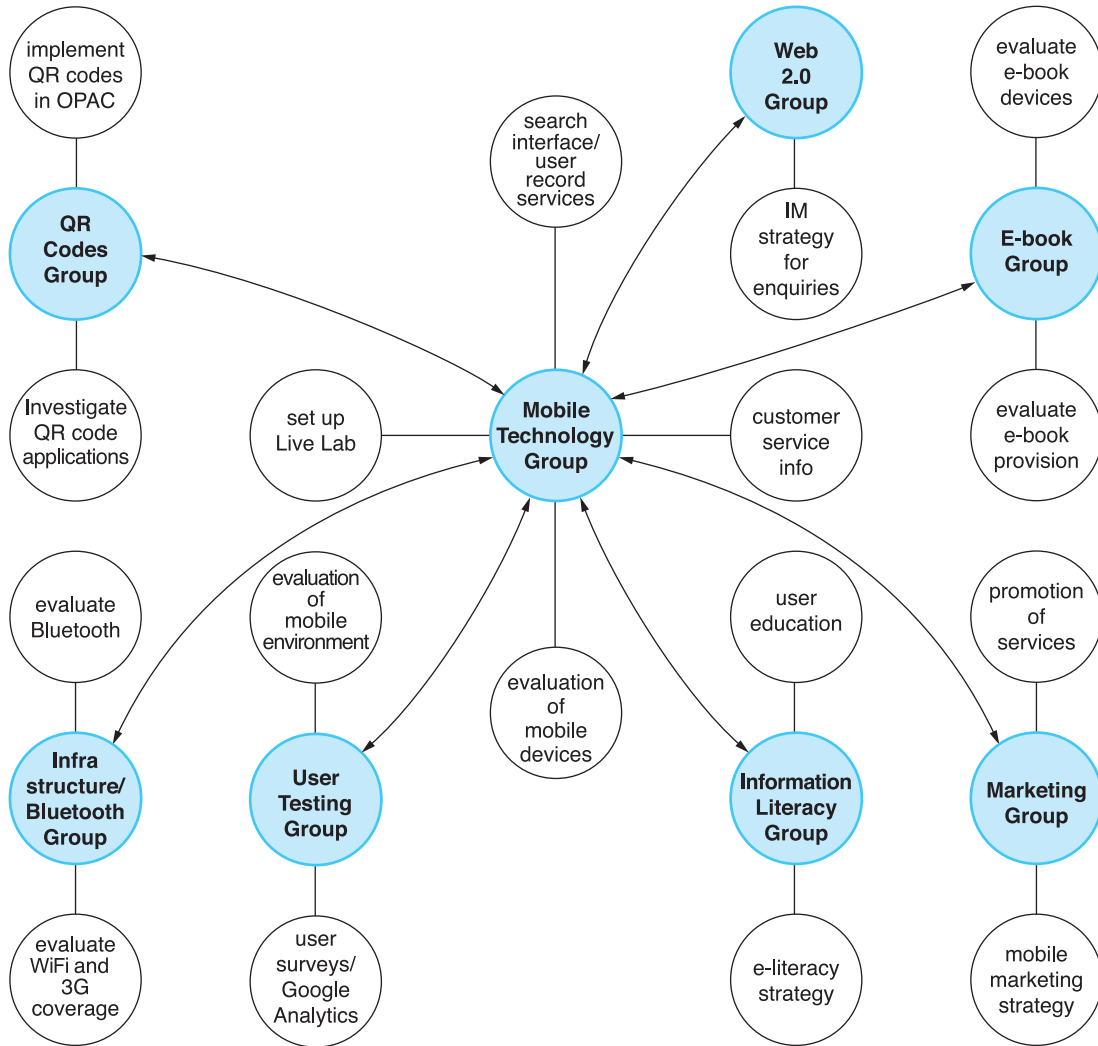 implement
QR codes
in OPAC
Web
2.0
Group
evaluate
e-book
devices
search
interface/
user
record
services
QR
Codes
Group
IM
strategy
for
enquiries
E-book
Group
Investigate
QR code
applications
set up
Live Lab
Mobile
Technology
Group
customer
service
info
evaluate
e-book
provision
evaluate
Bluetooth
evaluation
of
mobile
environment
evaluation
of
mobile
devices
user
education
promotion
of
services
Infra
structure/
Bluetooth
Group
User
Testing
Group
Information
Literacy
Group
Marketing
Group
evaluate
WiFi and
3G
coverage
user
surveys/
Google
Analytics
e-literacy
strategy
mobile
marketing
strategy